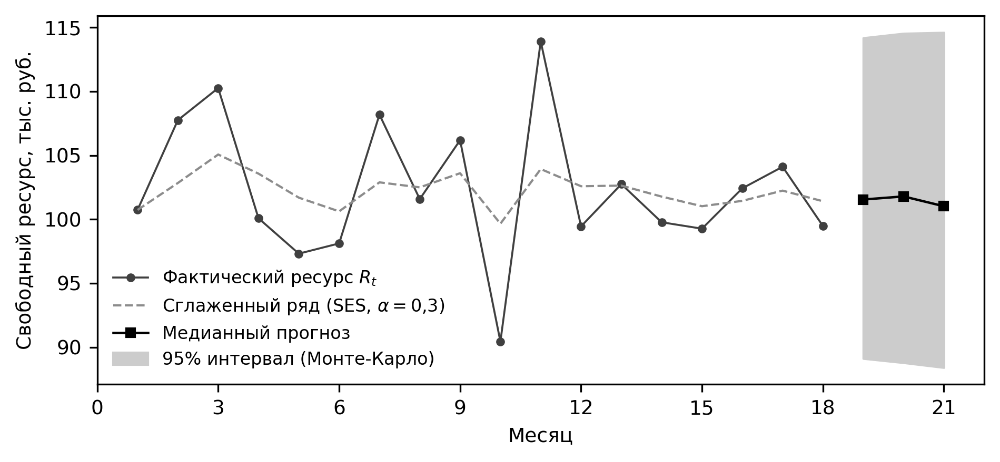 115
110
105
100
95
90
Свободный ресурс, тыс. руб.
Фактический ресурс Rt
Сглаженный ряд (SES, α = 0,3)
Медианный прогноз
95% интервал (Монте-Карло)
0 3 6 9 12 15 18 21
Месяц